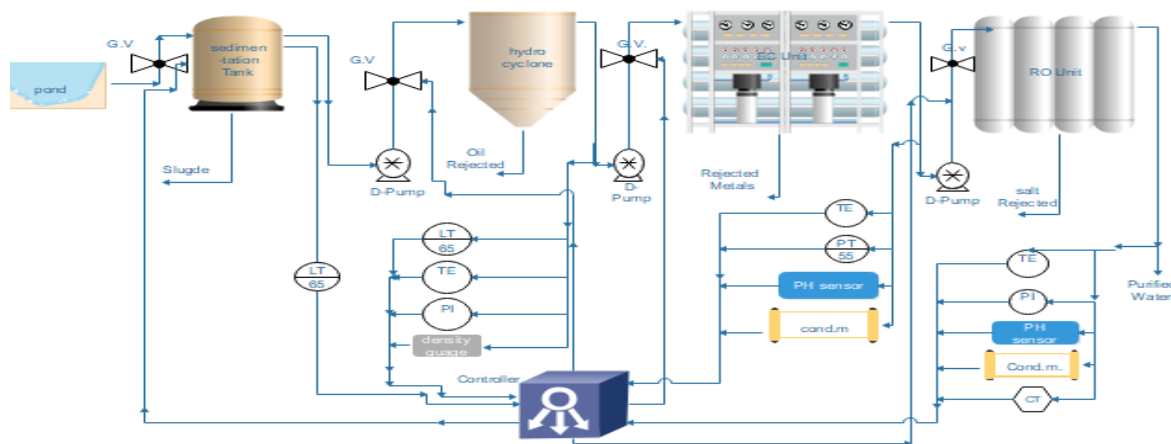 G.V
sedimen
-tation
Tank
pond
Slugde
G.V
D-Pump
hydro
cyclone
Oil
Rejected
G.V.
D-
Pump
EC Unit
Rejected
Metals
G.v
D-Pump
RO Unit
salt
Rejected
Purified
Water
LT
65
LT
65
TE
PI
density
guage
Controller
TE
PT
55
PH sensor
cond.m
TE
PI
PH
sensor
Cond.m.
CT